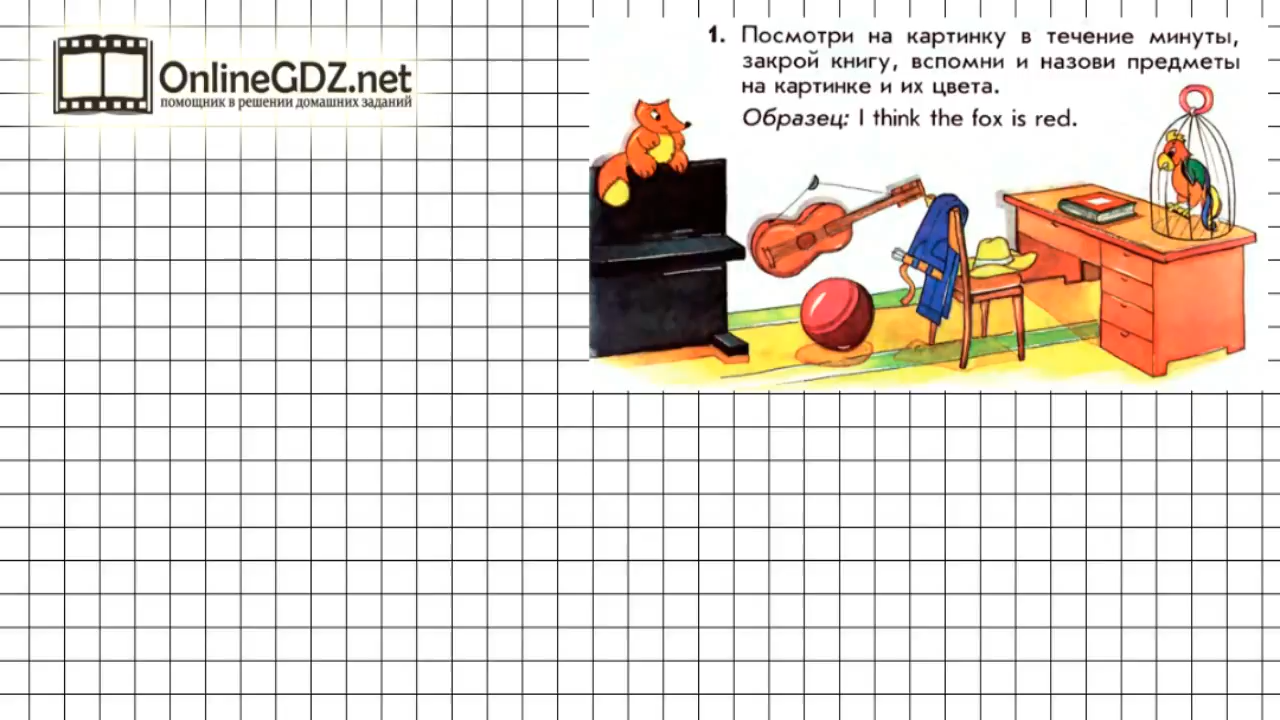 OnlineGDZ.net
помощник в решении домашних заданий
1. Посмотри на картинку в течение минуты,
закрой книгу, вспомни и назови предметы
на картинке и их цвета.
Образец: I think the fox is red.